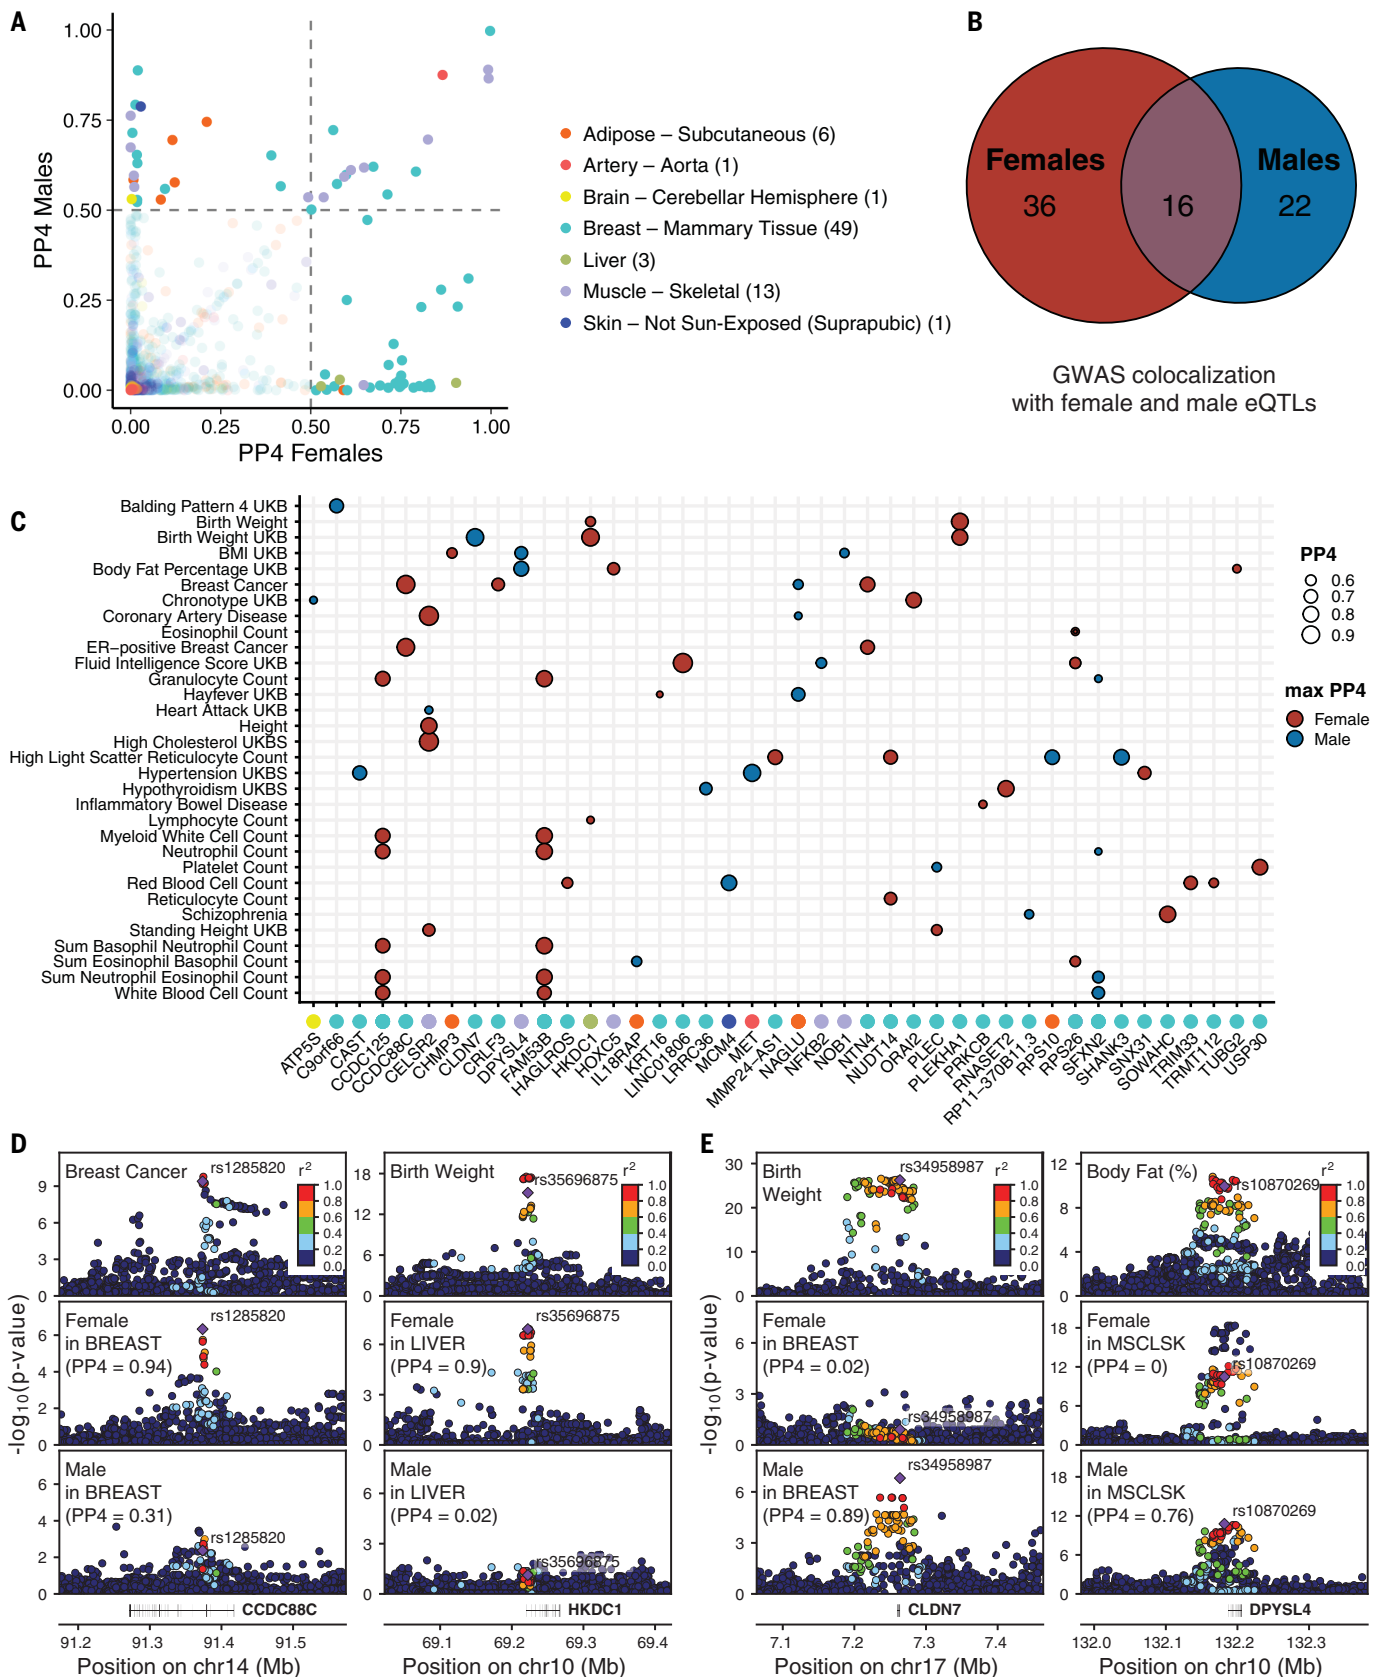 A
PP4 Males
1.00
0.75
0.50
0.25
0.00
0.00 0.25 0.50 0.75 1.00
PP4 Females
Adipose – Subcutaneous (6)
Artery – Aorta (1)
Brain – Cerebellar Hemisphere (1)
Breast – Mammary Tissue (49)
Liver (3)
Muscle – Skeletal (13)
Skin – Not Sun-Exposed (Suprapubic) (1)
B
Females
36
16
Males
22
GWAS colocalization
with female and male eQTLs
C
Balding Pattern 4 UKB
Birth Weight
Birth Weight UKB
BMI UKB
Body Fat Percentage UKB
Breast Cancer
Chronotype UKB
Coronary Artery Disease
Eosinophil Count
ER−positive Breast Cancer
Fluid Intelligence Score UKB
Granulocyte Count
Hayfever UKB
Heart Attack UKB
Height
High Cholesterol UKBS
High Light Scatter Reticulocyte Count
Hypertension UKBS
Hypothyroidism UKBS
Inflammatory Bowel Disease
Lymphocyte Count
Myeloid White Cell Count
Neutrophil Count
Platelet Count
Red Blood Cell Count
Reticulocyte Count
Schizophrenia
Standing Height UKB
Sum Basophil Neutrophil Count
Sum Eosinophil Basophil Count
Sum Neutrophil Eosinophil Count
White Blood Cell Count
ATP5S
C9orf66
CAST
CCDC125
CCDC88C
CELSR2
CHMP3
CLDN7
CRLF3
DPYSL4
FAM53B
HAGLROS
HKDC1
HOXC5
IL18RAP
KRT16
LINC01806
LRRC36
MCM4
MET
MMP24−AS1
NAGLU
NFKB2
NOB1
NTN4
NUDT14
ORAI2
PLEC
PLEKHA1
PRKCB
RNASET2
RP11−370B11.3
RPS10
RPS26
SFXN2
SHANK3
SNX31
SOWAHC
TRIM33
TRMT112
TUBG2
USP30
PP4
0.6
0.7
0.8
0.9
max PP4
Female
Male
D
-log10(p-value)
Breast Cancer
rs1285820
r2
1.0
0.8
0.6
0.4
0.2
0.0
9
6
3
0
Female
in BREAST
(PP4 = 0.94)
rs1285820
6
4
2
0
Male
in BREAST
(PP4 = 0.31)
rs1285820
6
4
2
0
CCDC88C
91.2 91.3 91.4 91.5
Position on chr14 (Mb)
Birth Weight
rs35696875
r2
1.0
0.8
0.6
0.4
0.2
0.0
18
12
6
0
Female
in LIVER
(PP4 = 0.9)
rs35696875
6
3
0
Male
in LIVER
(PP4 = 0.02)
rs35696875
6
3
0
HKDC1
69.1 69.2 69.3 69.4
Position on chr10 (Mb)
E
-log10(p-value)
Birth
Weight
rs34958987
r2
1.0
0.8
0.6
0.4
0.2
0.0
30
20
10
0
Female
in BREAST
(PP4 = 0.02)
rs34958987
6
3
0
Male
in BREAST
(PP4 = 0.89)
rs34958987
6
3
0
CLDN7
7.1 7.2 7.3 7.4
Position on chr17 (Mb)
Body Fat (%)
rs10870269
r2
1.0
0.8
0.6
0.4
0.2
0.0
12
8
4
0
Female
in MSCLSK
(PP4 = 0)
rs10870269
18
12
6
0
Male
in MSCLSK
(PP4 = 0.76)
rs10870269
18
12
6
0
DPYSL4
132.0 132.1 132.2 132.3
Position on chr10 (Mb)